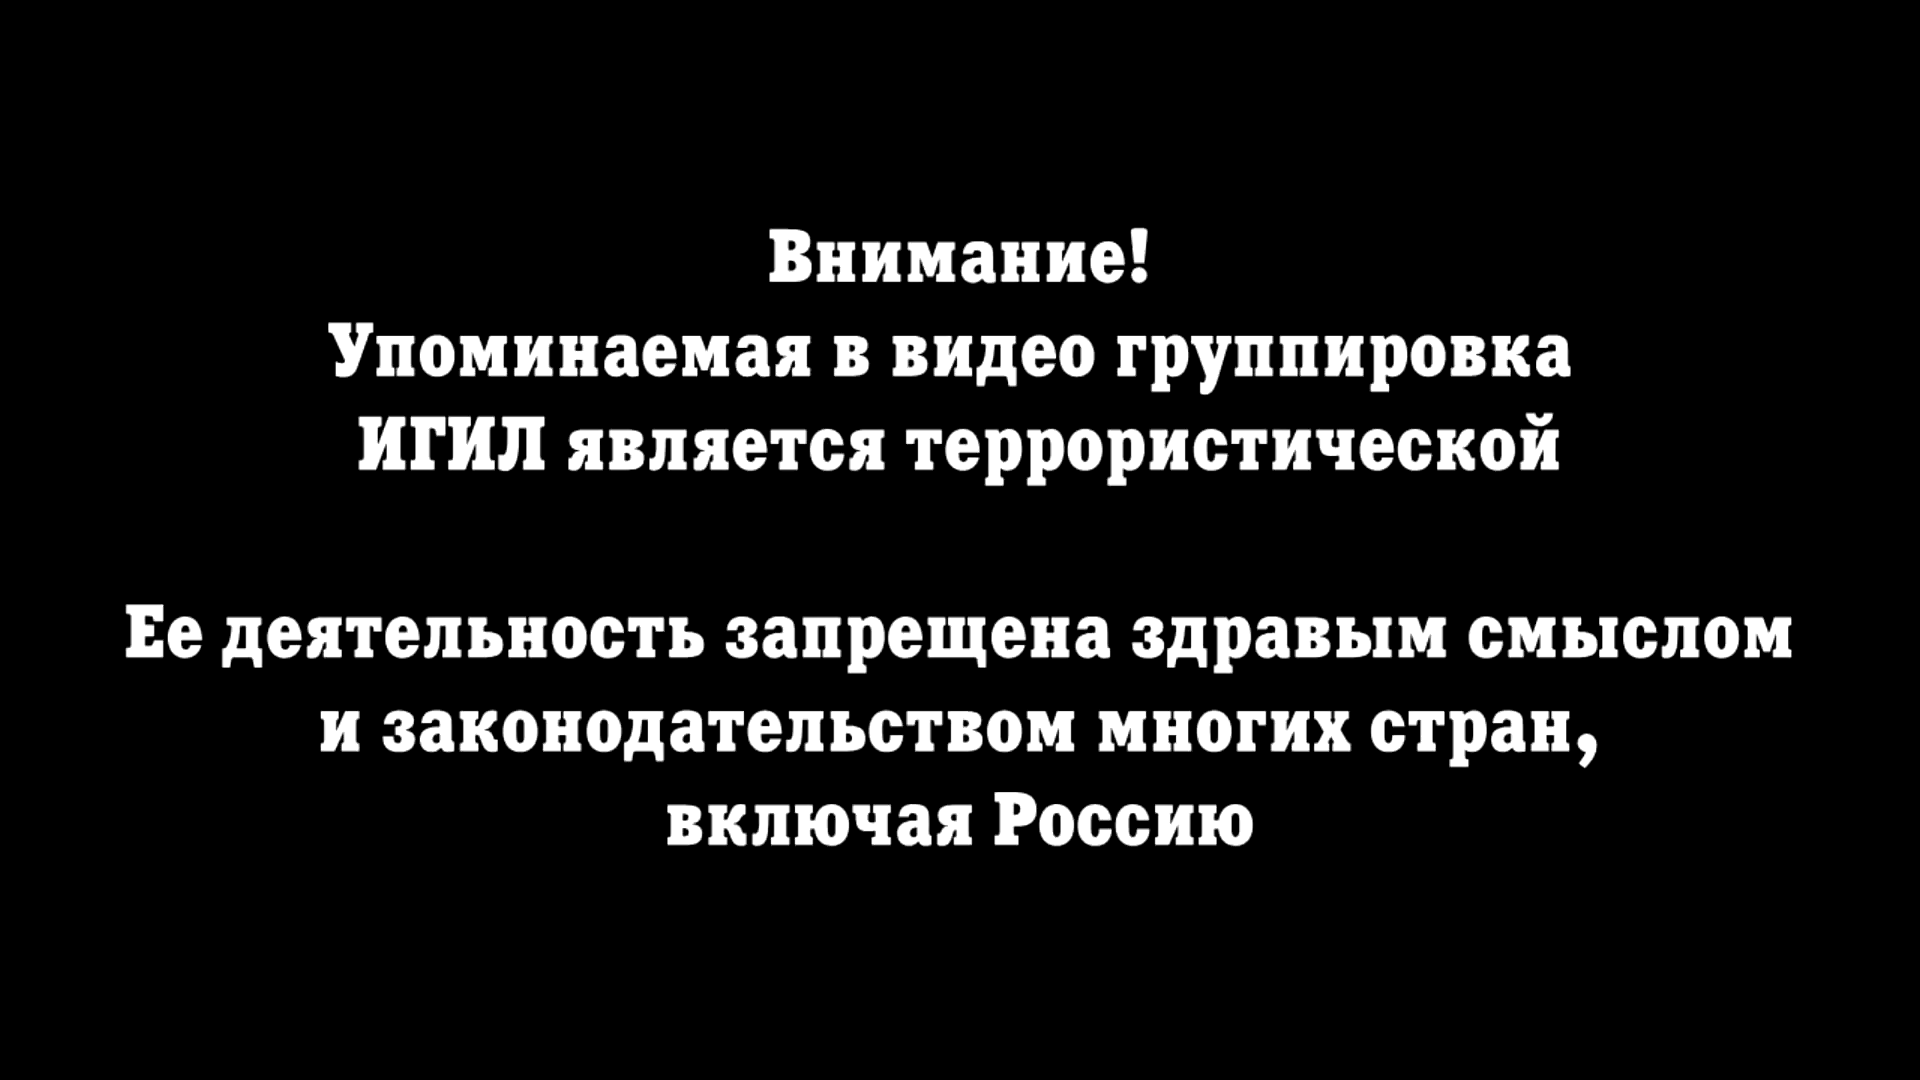 Внимание!
Упоминаемая в видео группировка
ИГИЛ является террористической
Ее деятельность запрещена здравым смыслом
и законодательством многих стран,
включая Россию